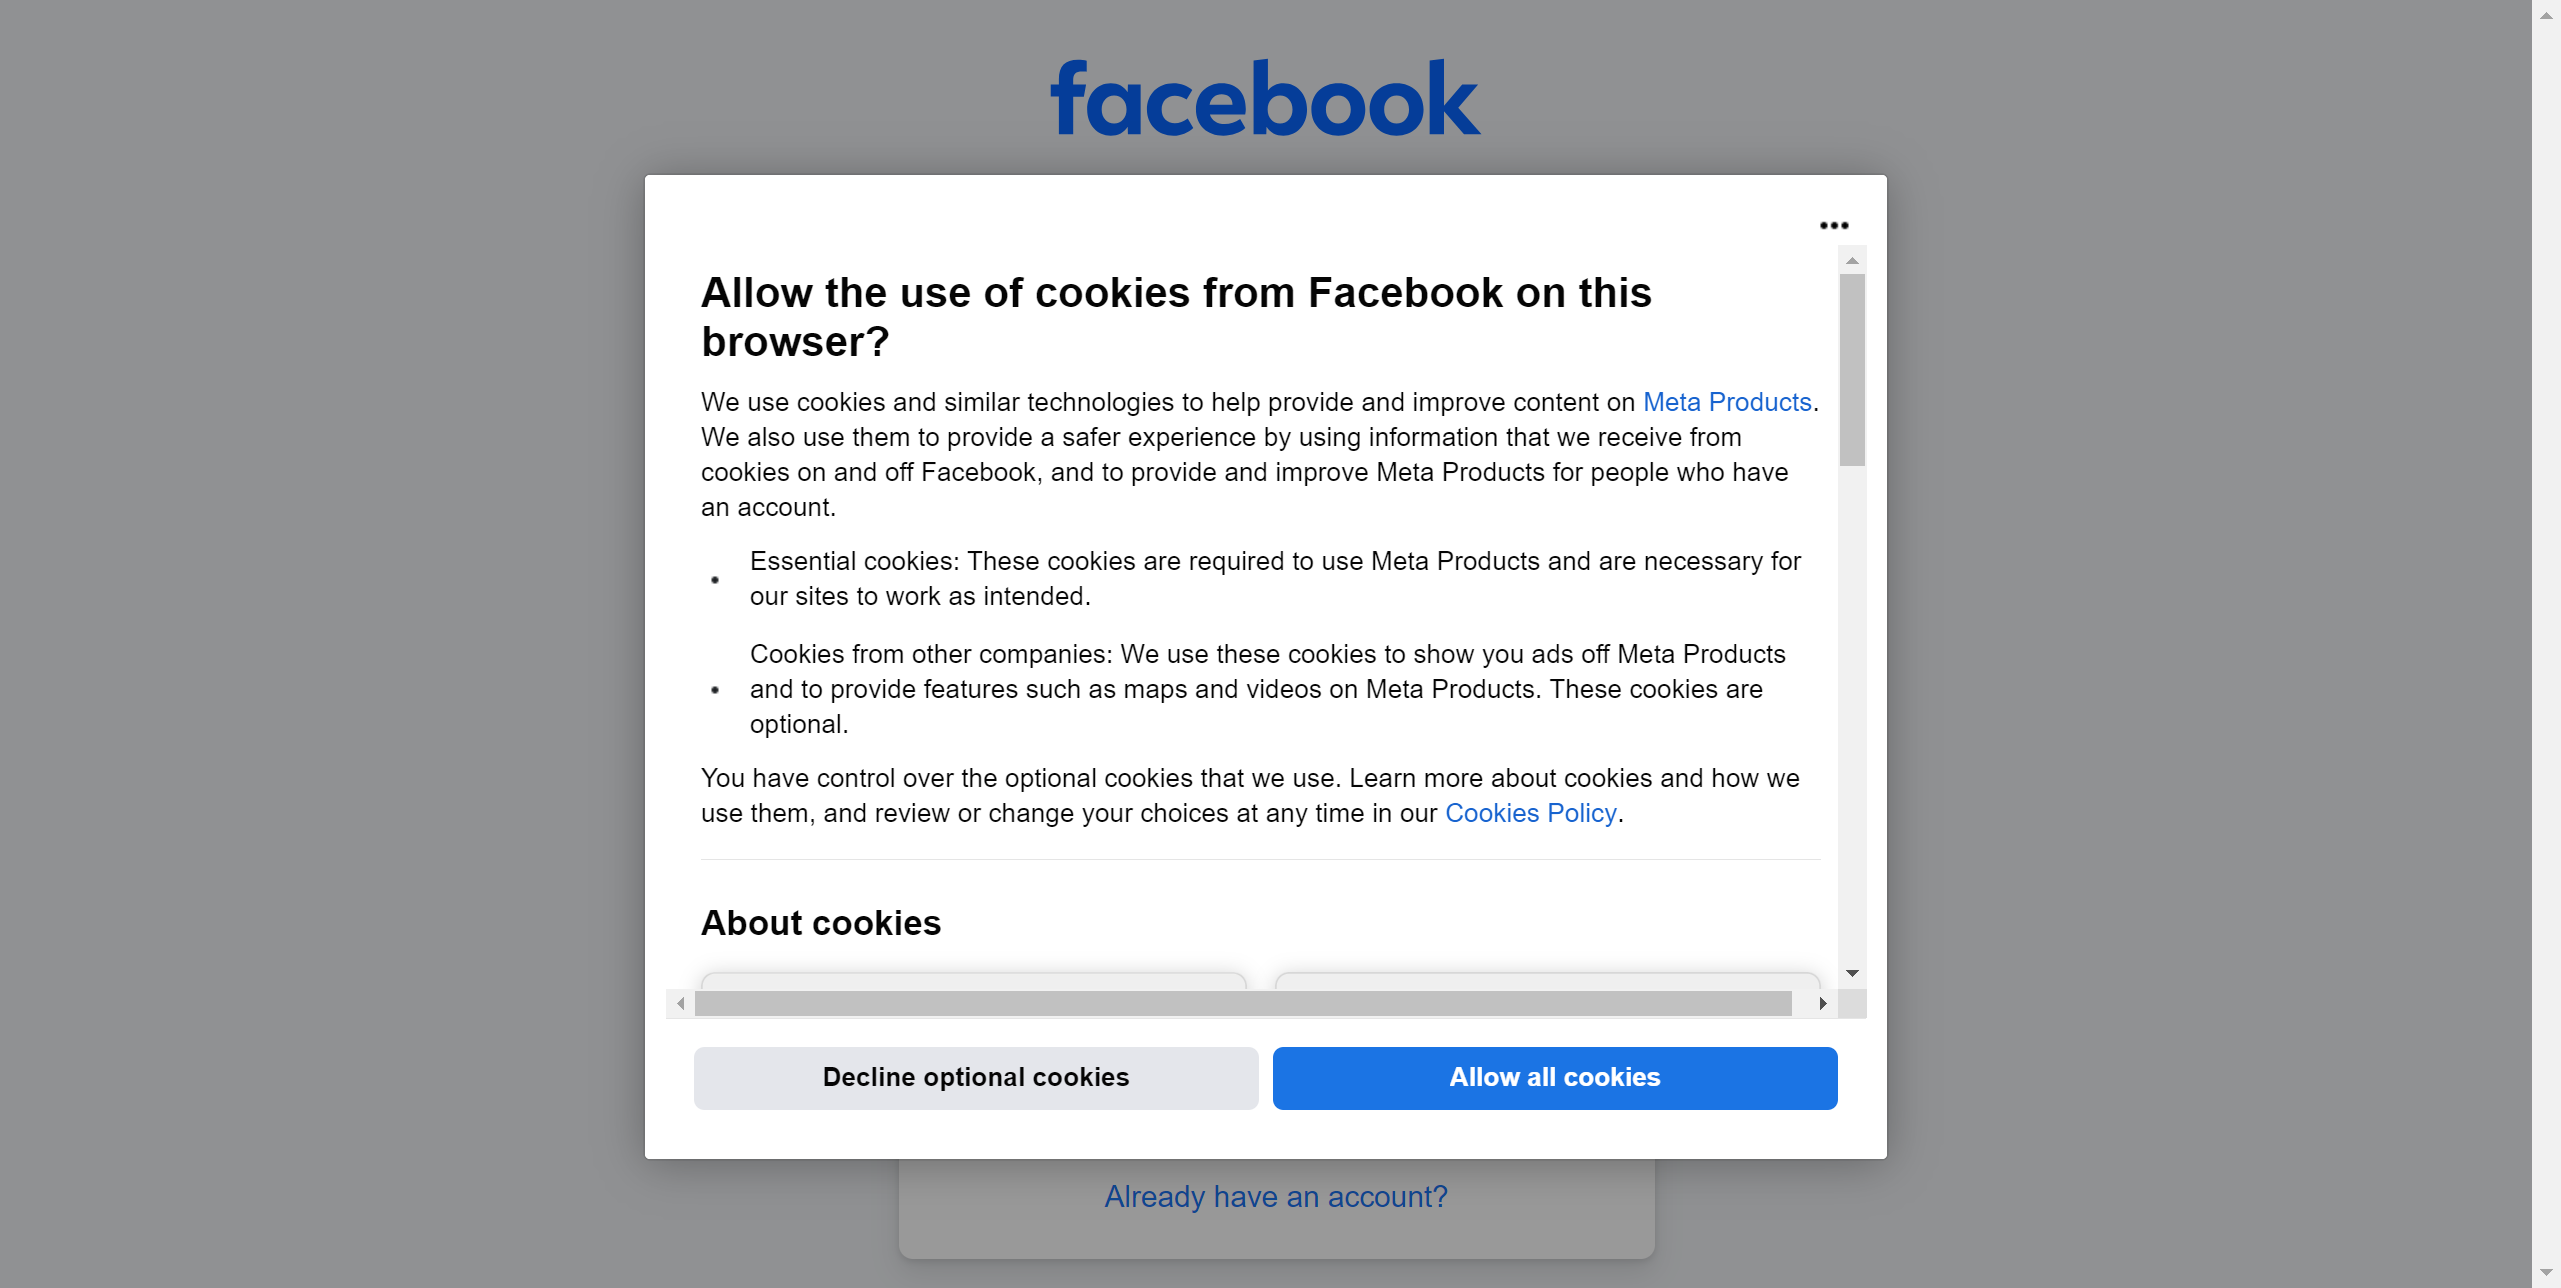 facebook
Allow the use of cookies from Facebook on this
browser?
We use cookies and similar technologies to help provide and improve content on Meta Products.
We also use them to provide a safer experience by using information that we receive from
cookies on and off Facebook, and to provide and improve Meta Products for people who have
an account.
Essential cookies: These cookies are required to use Meta Products and are necessary for
our sites to work as intended.
Cookies from other companies: We use these cookies to show you ads off Meta Products
and to provide features such as maps and videos on Meta Products. These cookies are
optional.
You have control over the optional cookies that we use. Learn more about cookies and how we
use them, and review or change your choices at any time in our Cookies Policy.
About cookies
Decline optional cookies
Allow all cookies
Already have an account?